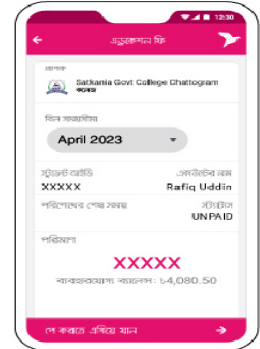 12:30
এডুকেশন ফি
প্রাপক
Satkania Govt. College Chattogram
কলেজ
বিল সময়সীমা
April 2023
স্টুডেন্ট আইডি
একাউন্টের নাম
XXXXX
Rafiq Uddin
পরিশোধের শেষ সময়
স্ট্যাটাস
UNPAID
পরিমাণ
XXXXX
ব্যবহারযোগ্য ব্যালেন্স: ৳4,080.50
পে করতে এগিয়ে যান